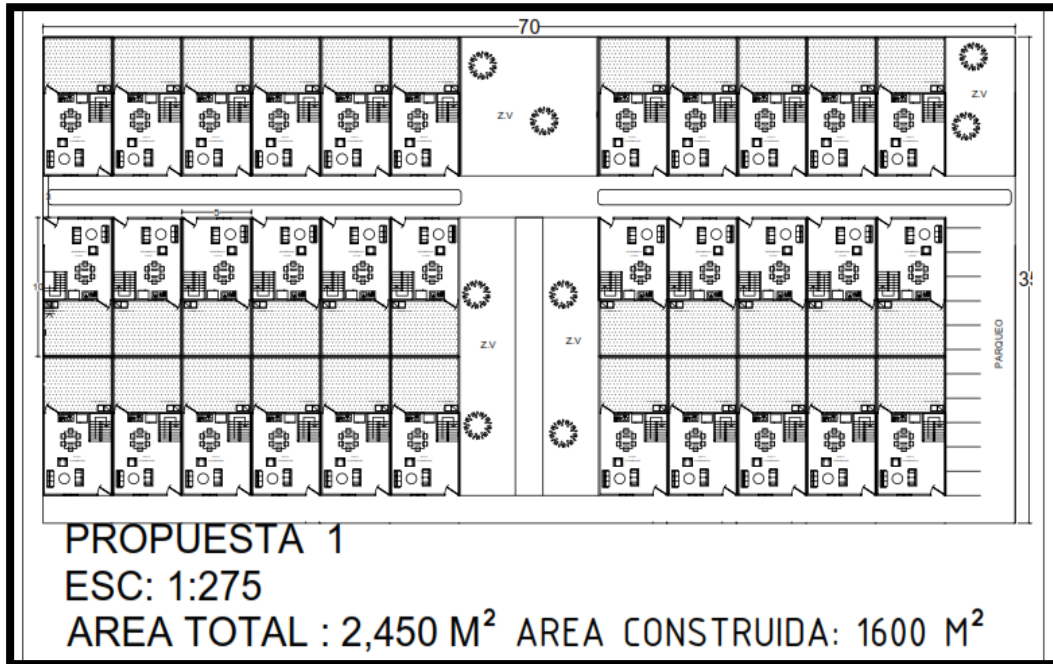 70
Z.V
Z.V
3
5
10
35
Z.V
Z.V
PARQUEO
PROPUESTA 1
ESC: 1:275
AREA TOTAL : 2,450 M² AREA CONSTRUIDA: 1600 M²